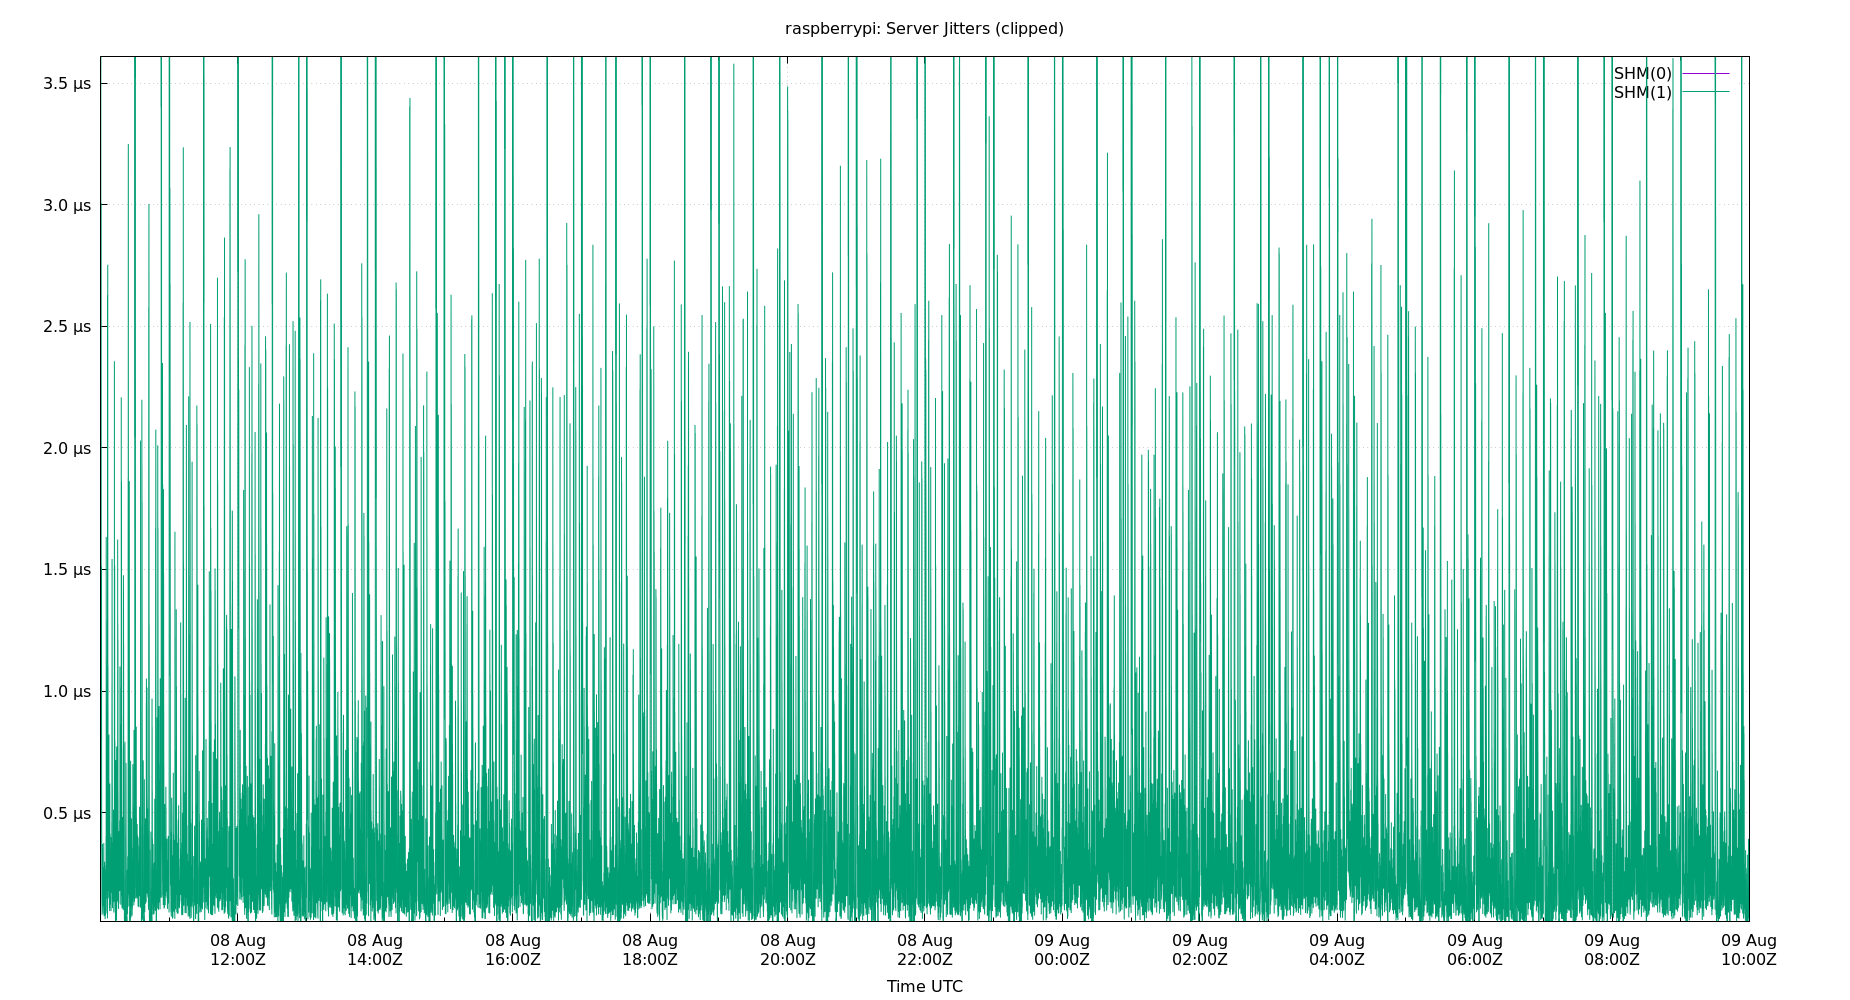 raspberrypi: Server Jitters (clipped)
SHM(0)
SHM(1)
3.5 µs
3.0 µs
2.5 µs
2.0 µs
1.5 µs
1.0 µs
0.5 µs
08 Aug 08 Aug 08 Aug 08 Aug 08 Aug 08 Aug 09 Aug 09 Aug 09 Aug 09 Aug 09 Aug 09 Aug
12:00Z 14:00Z 16:00Z 18:00Z 20:00Z 22:00Z 00:00Z 02:00Z 04:00Z 06:00Z 08:00Z 10:00Z
Time UTC